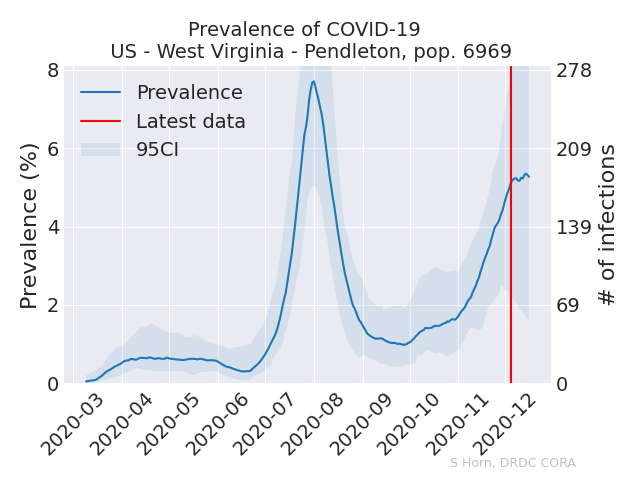 Prevalence of COVID-19
US - West Virginia - Pendleton, pop. 6969
Prevalence (%)
8
6
4
2
0
Prevalence
Latest data
95CI
278
209
139
69
0
# of infections
2020-03
2020-04
2020-05
2020-06
2020-07
2020-08
2020-09
2020-10
2020-11
2020-12
S Horn, DRDC CORA